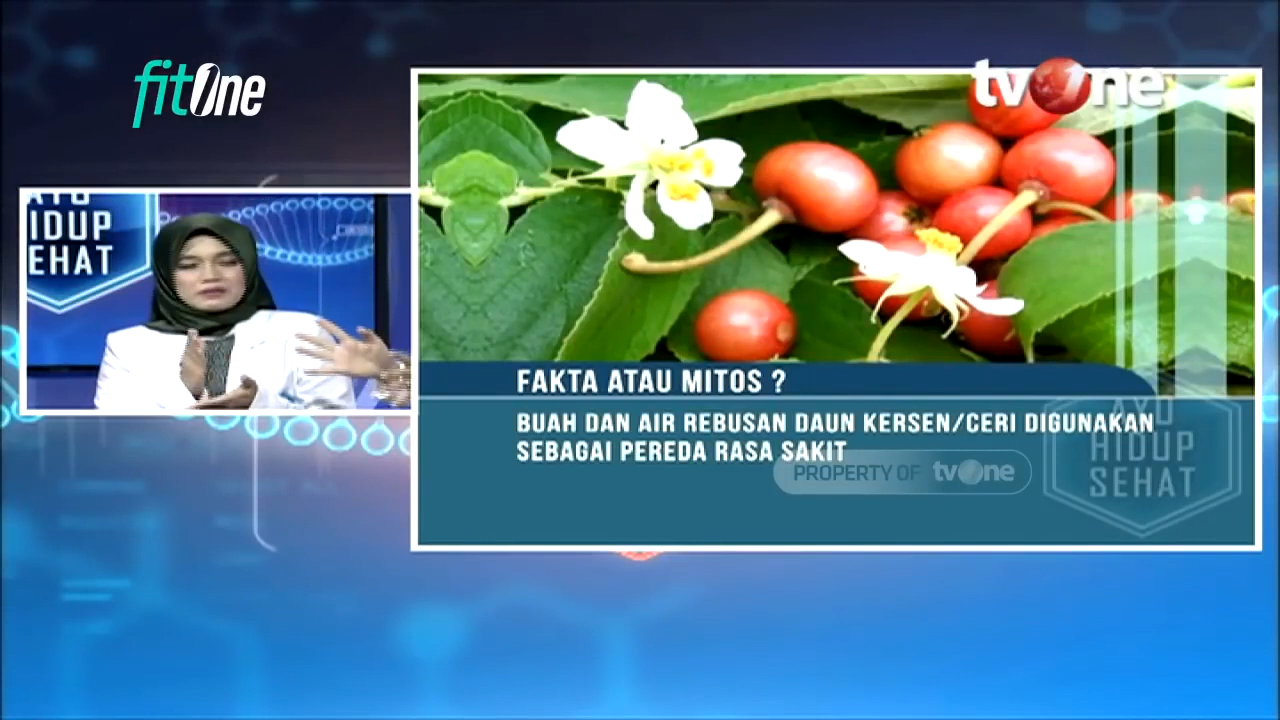 fitOne
tvOne
AYO
HIDUP
EHAT
FAKTA ATAU MITOS ?
BUAH DAN AIR REBUSAN DAUN KERSEN/CERI DIGUNAKAN
SEBAGAI PEREDA RASA SAKIT
PROPERTY OF tvOne
AYO
HIDUP
SEHAT